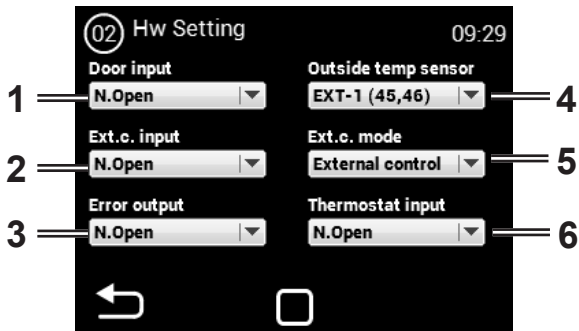 02 Hw Setting 09:29
Door input Outside temp sensor
1 N.Open EXT-1 (45,46) 4
Ext.c. input Ext.c. mode
2 N.Open External control 5
Error output Thermostat input
3 N.Open N.Open 6